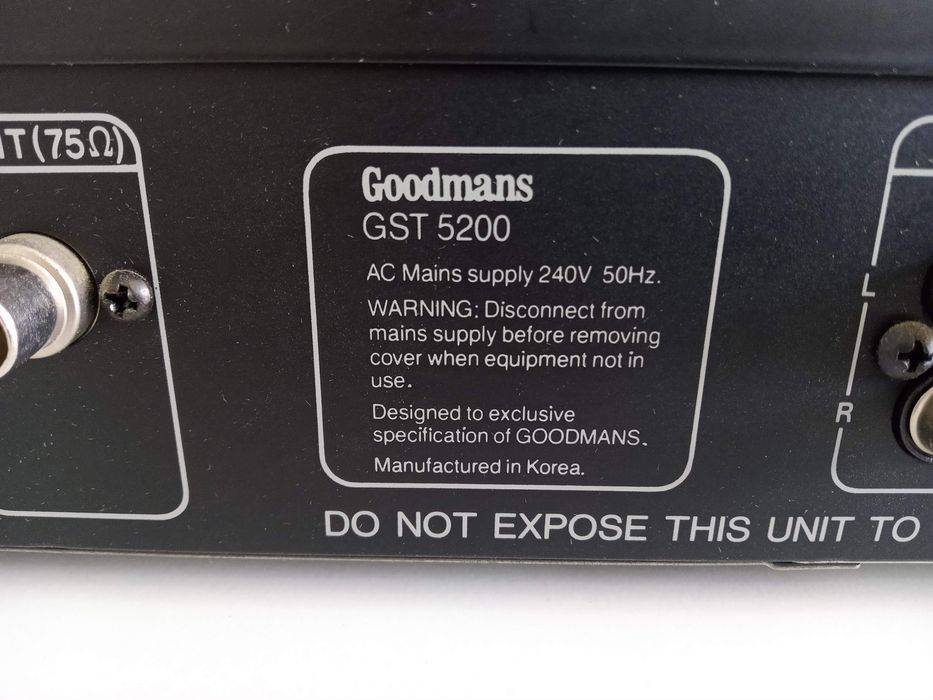 (75Ω)
Goodmans
GST 5200
AC Mains supply 240V 50Hz.
WARNING: Disconnect from
mains supply before removing
cover when equipment not in
use.
Designed to exclusive
specification of GOODMANS.
Manufactured in Korea.
L
R
DO NOT EXPOSE THIS UNIT TO